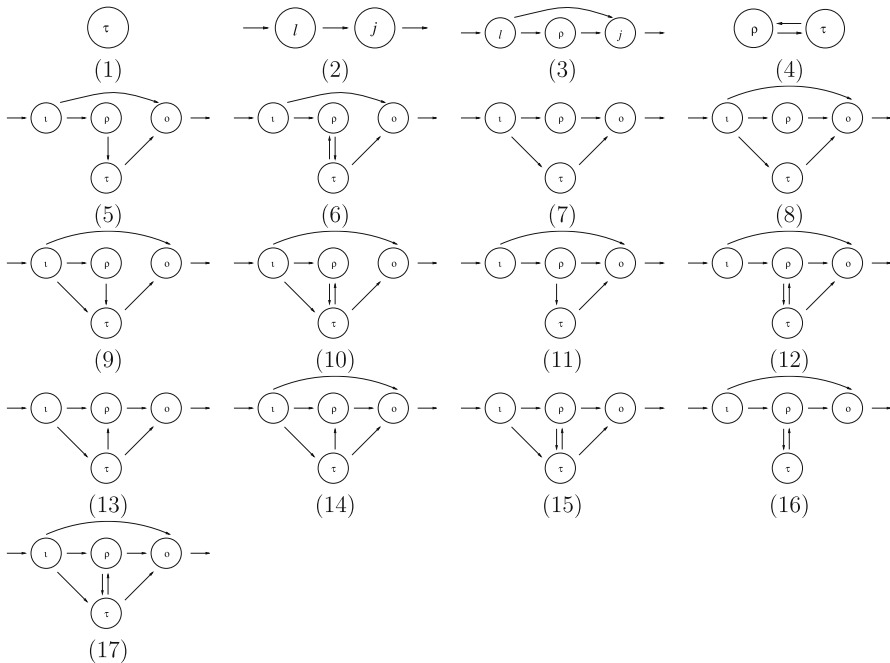 τ l j l ρ j ρ τ
(1) (2) (3) (4)
ι ρ ο ι ρ ο ι ρ ο ι ρ ο
τ τ τ τ
(5) (6) (7) (8)
ι ρ ο ι ρ ο ι ρ ο ι ρ ο
τ τ τ τ
(9) (10) (11) (12)
ι ρ ο ι ρ ο ι ρ ο ι ρ ο
τ τ τ τ
(13) (14) (15) (16)
ι ρ ο
τ
(17)